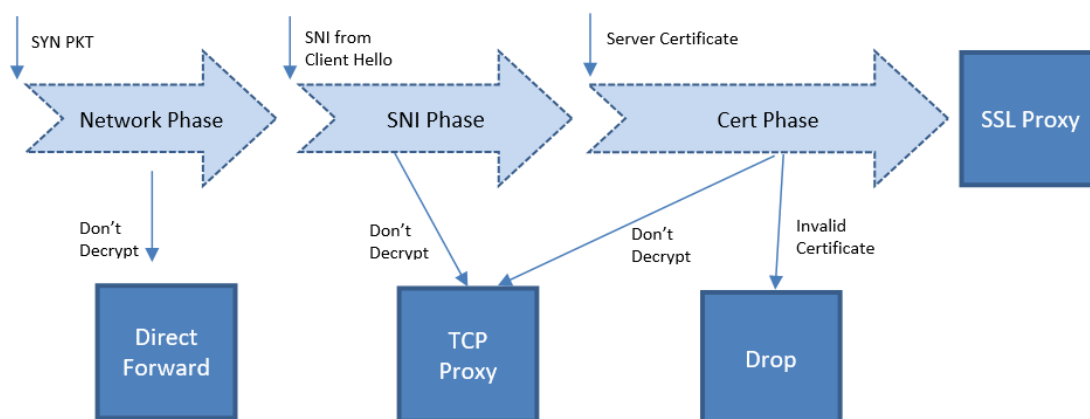 SYN PKT
SNI from
Client Hello
Server Certificate
Network Phase
SNI Phase
Cert Phase
SSL Proxy
Don’t
Decrypt
Don’t
Decrypt
Don’t
Decrypt
Invalid
Certificate
Direct
Forward
TCP
Proxy
Drop